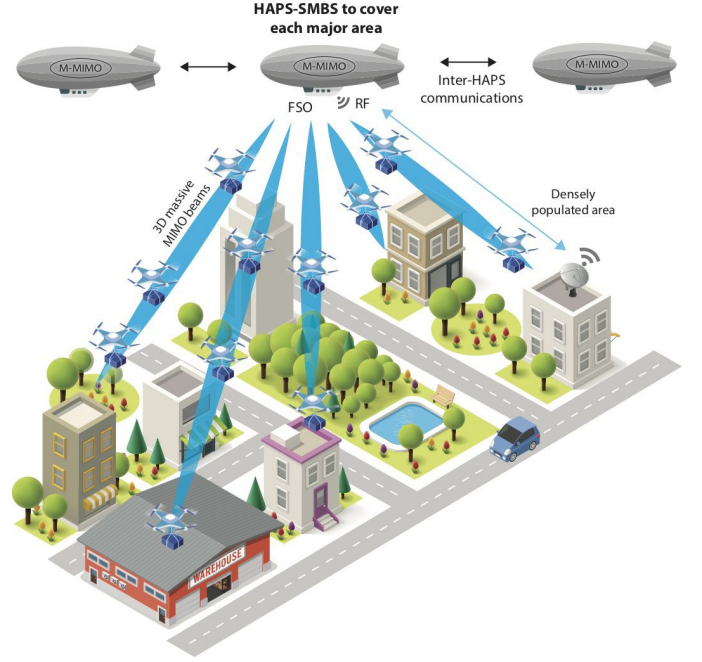 HAPS-SMBS to cover
each major area
M-MIMO
M-MIMO
M-MIMO
Inter-HAPS
communications
FSO
RF
3D massive
MIMO beams
Densely
populated area
WAREHOUSE